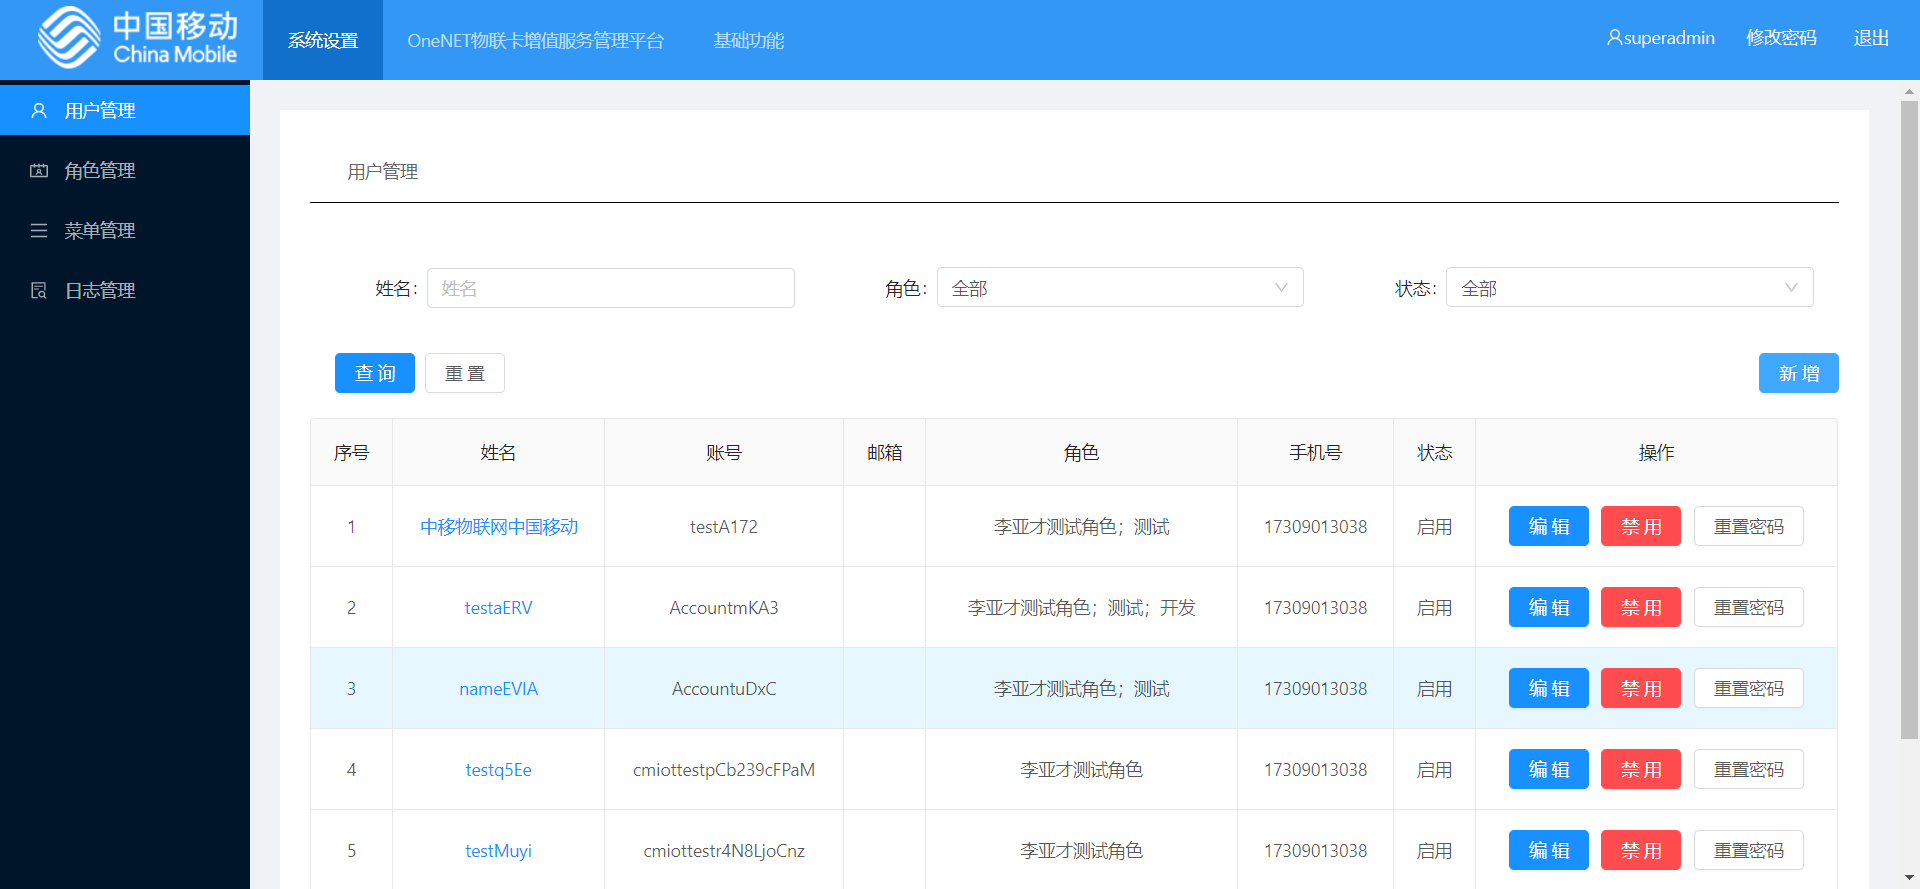 中国移动
China Mobile
系统设置 OneNET物联卡增值服务管理平台 基础功能 superadmin 修改密码 退出
用户管理
角色管理
菜单管理
日志管理
用户管理
姓名: 姓名 角色: 全部 状态: 全部
查 询 重 置 新 增
序号 姓名 账号 邮箱 角色 手机号 状态 操作
1 中移物联网中国移动 testA172 李亚才测试角色；测试 17309013038 启用 编 辑 禁 用 重置密码
2 testaERV AccountmKA3 李亚才测试角色；测试；开发 17309013038 启用 编 辑 禁 用 重置密码
3 nameEVIA AccountuDxC 李亚才测试角色；测试 17309013038 启用 编 辑 禁 用 重置密码
4 testq5Ee cmiottestpCb239cFPaM 李亚才测试角色 17309013038 启用 编 辑 禁 用 重置密码
5 testMuyi cmiottestr4N8LjoCnz 李亚才测试角色 17309013038 启用 编 辑 禁 用 重置密码